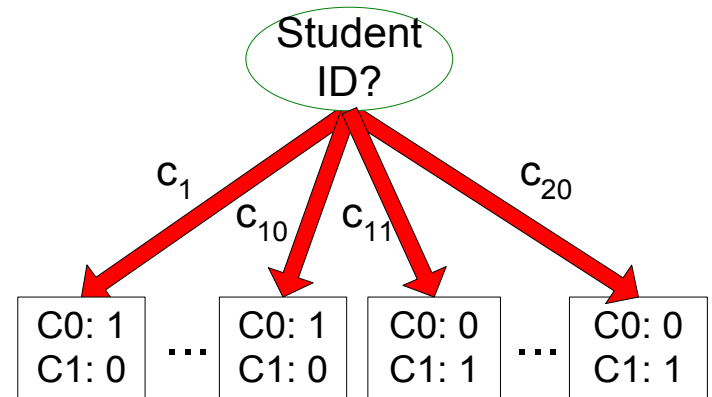 Student
ID?
c₁
c₁₀
c₁₁
c₂₀
C0: 1
C1: 0
...
C0: 1
C1: 0
C0: 0
C1: 1
...
C0: 0
C1: 1